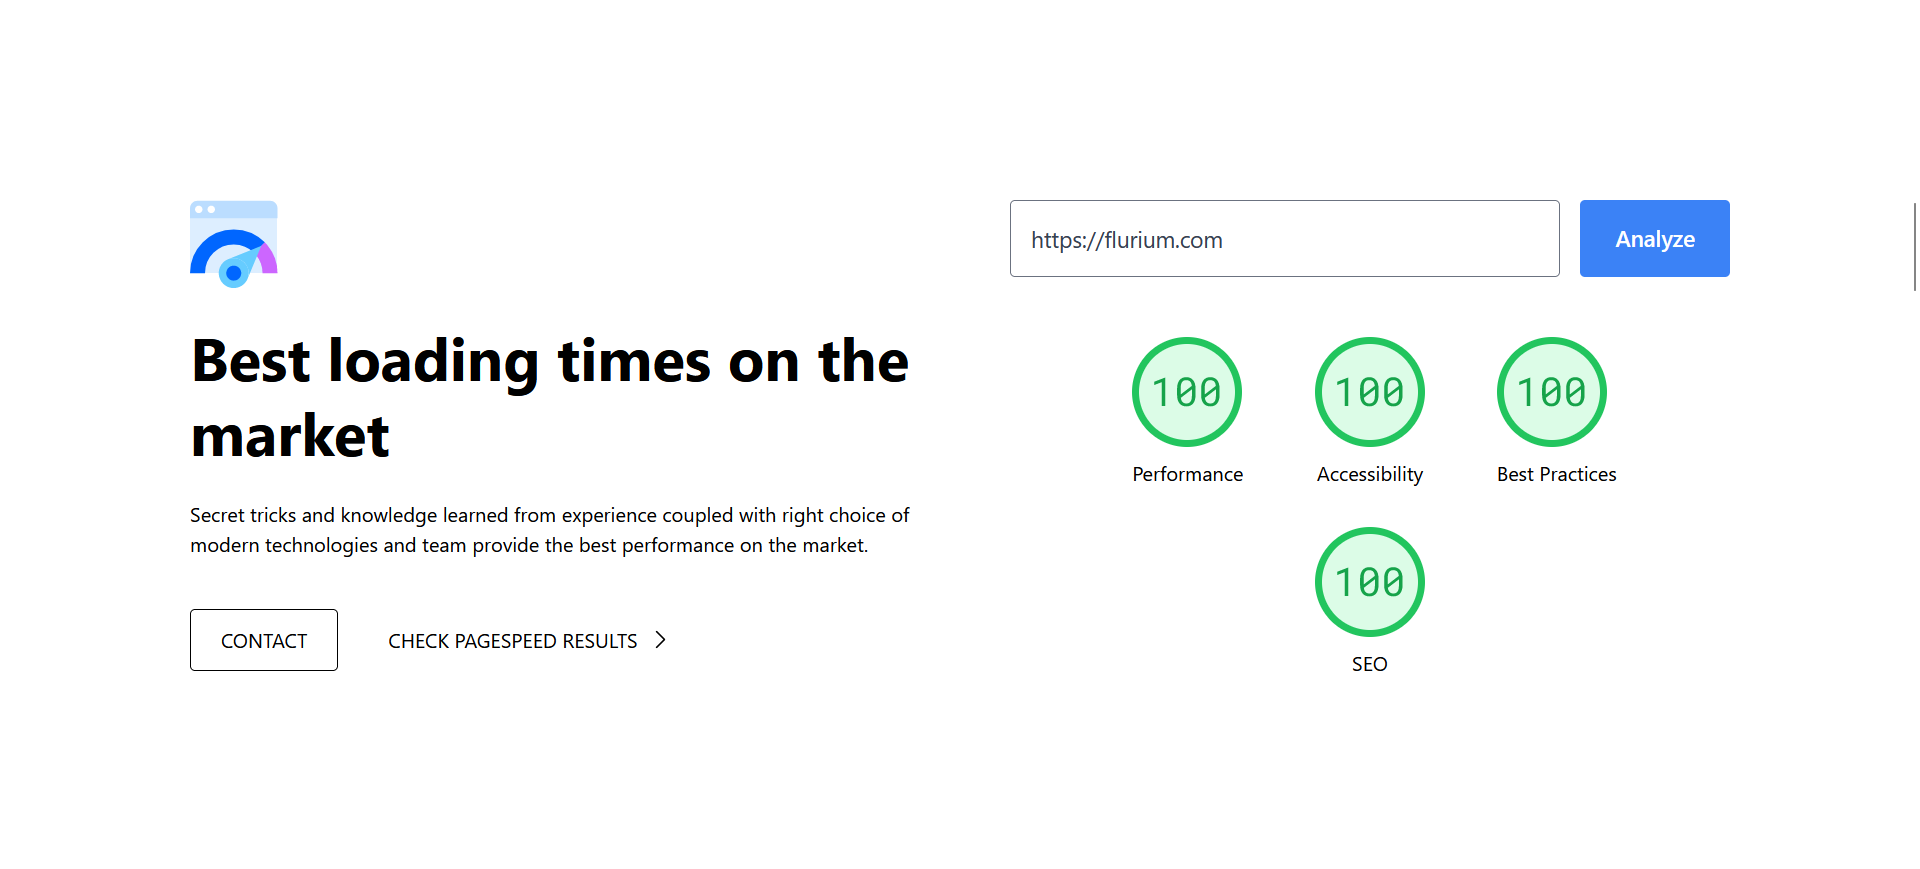 Best loading times on the
market
Secret tricks and knowledge learned from experience coupled with right choice of
modern technologies and team provide the best performance on the market.
CONTACT
CHECK PAGESPEED RESULTS
https://flurium.com
Analyze
100
Performance
100
Accessibility
100
Best Practices
100
SEO